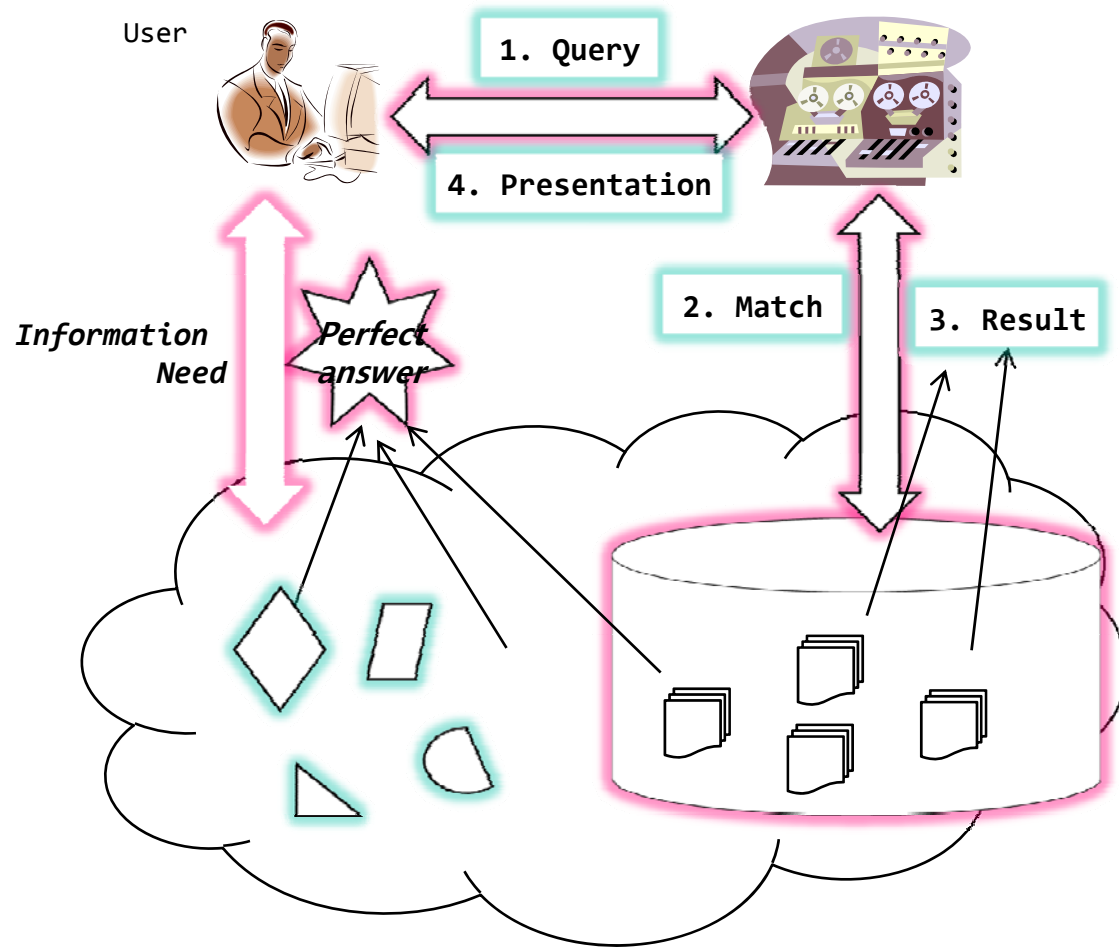 User
1. Query
4. Presentation
2. Match
3. Result
Information
Need
Perfect
answer